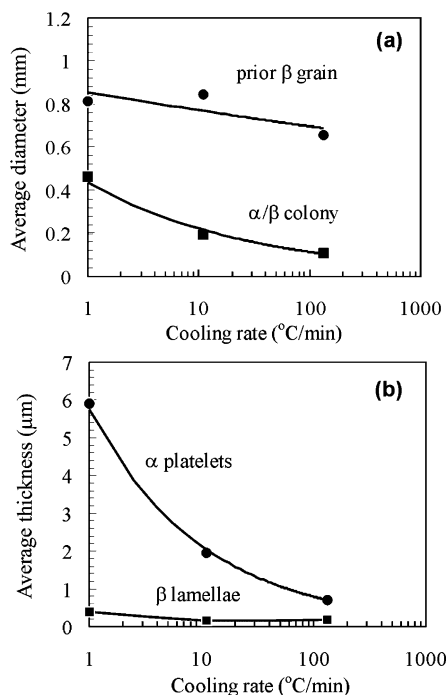 1.2
(a)
1
prior β grain
0.8
0.6
0.4
α/β colony
0.2
0
1
10
100
1000
Average diameter (mm)
Cooling rate (°C/min)
7
(b)
6
5
α platelets
4
3
2
β lamellae
1
0
1
10
100
1000
Average thickness (μm)
Cooling rate (°C/min)